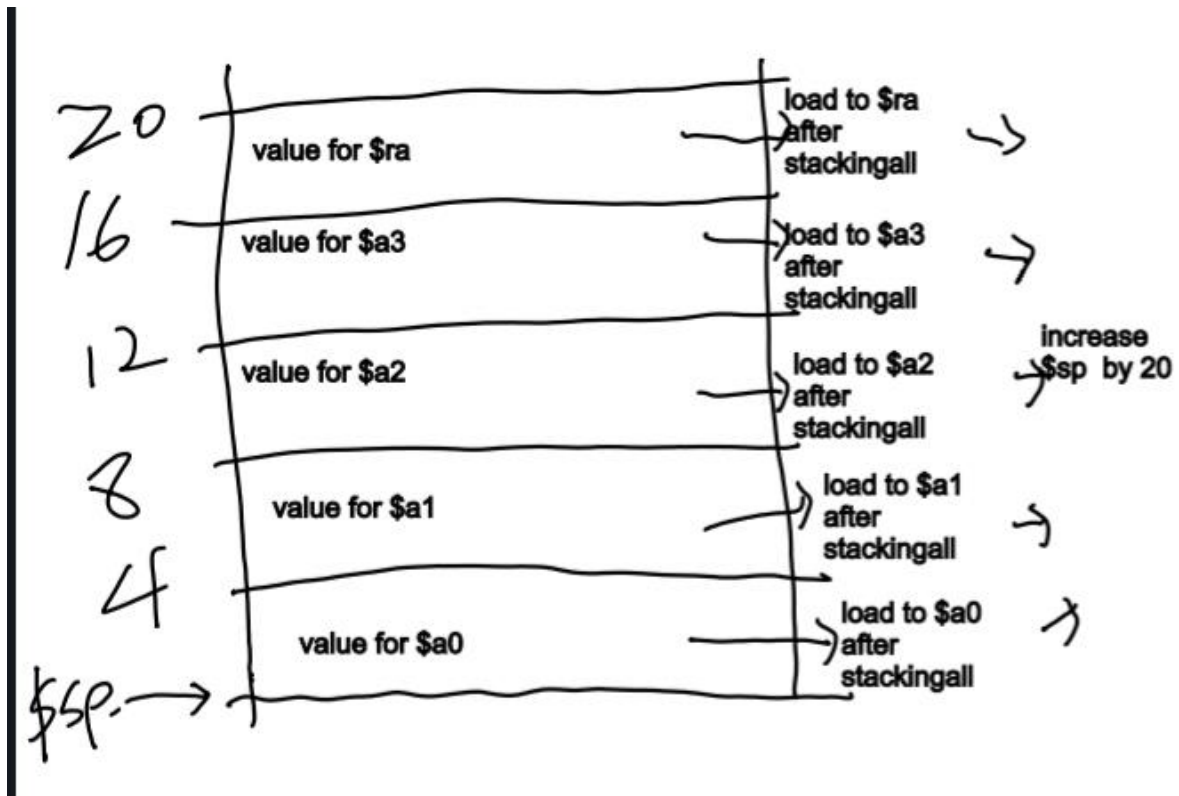 20
value for $ra
load to $ra
after
stackingall
16
value for $a3
load to $a3
after
stackingall
12
value for $a2
load to $a2
after
stackingall
increase
$sp by 20
8
value for $a1
load to $a1
after
stackingall
4
value for $a0
load to $a0
after
stackingall
$sp.